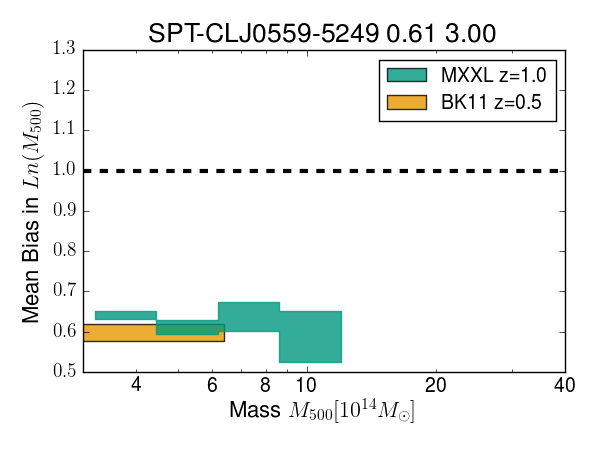 SPT-CLJ0559-5249 0.61 3.00
1.3
1.2
1.1
1.0
0.9
0.8
0.7
0.6
0.5
Mean Bias in Ln(M500)
MXXL z=1.0
BK11 z=0.5
4 6 8 10 20 40
Mass M500[10^14M⊙]